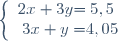 2x + 3y= 5, 5
3x + y =4,05